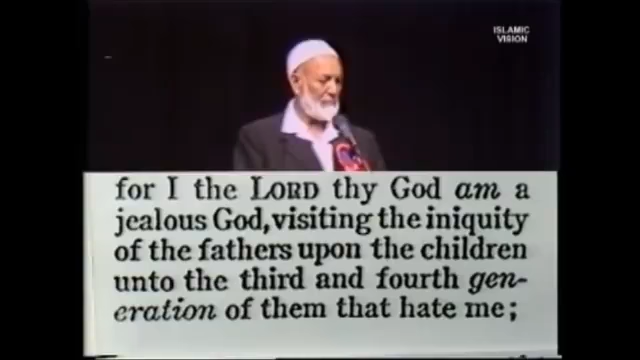 ISLAMIC
VISION
for I the LORD thy God am a
jealous God, visiting the iniquity
of the fathers upon the children
unto the third and fourth gen-
eration of them that hate me;